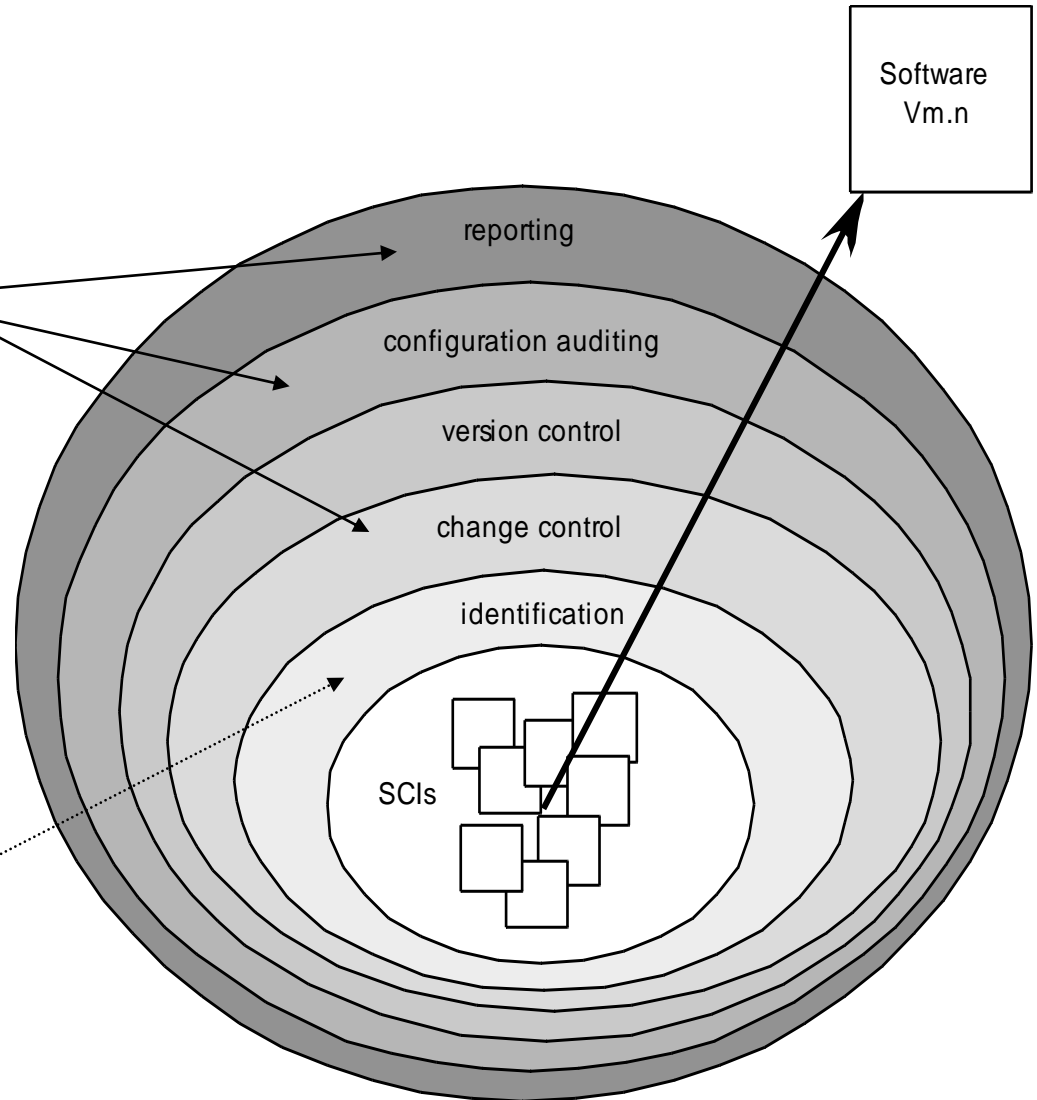 Software
Vm.n
reporting
configuration auditing
version control
change control
identification
SCIs